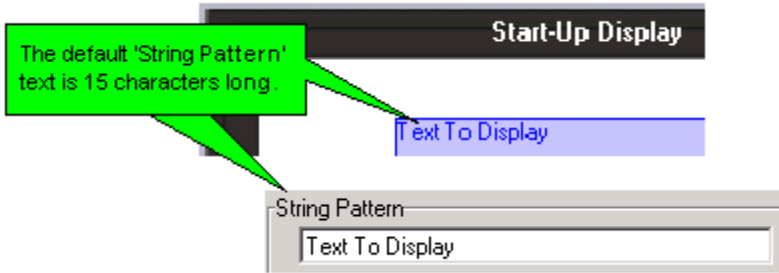 Start-Up Display
The default 'String Pattern'
text is 15 characters long.
Text To Display
String Pattern
Text To Display